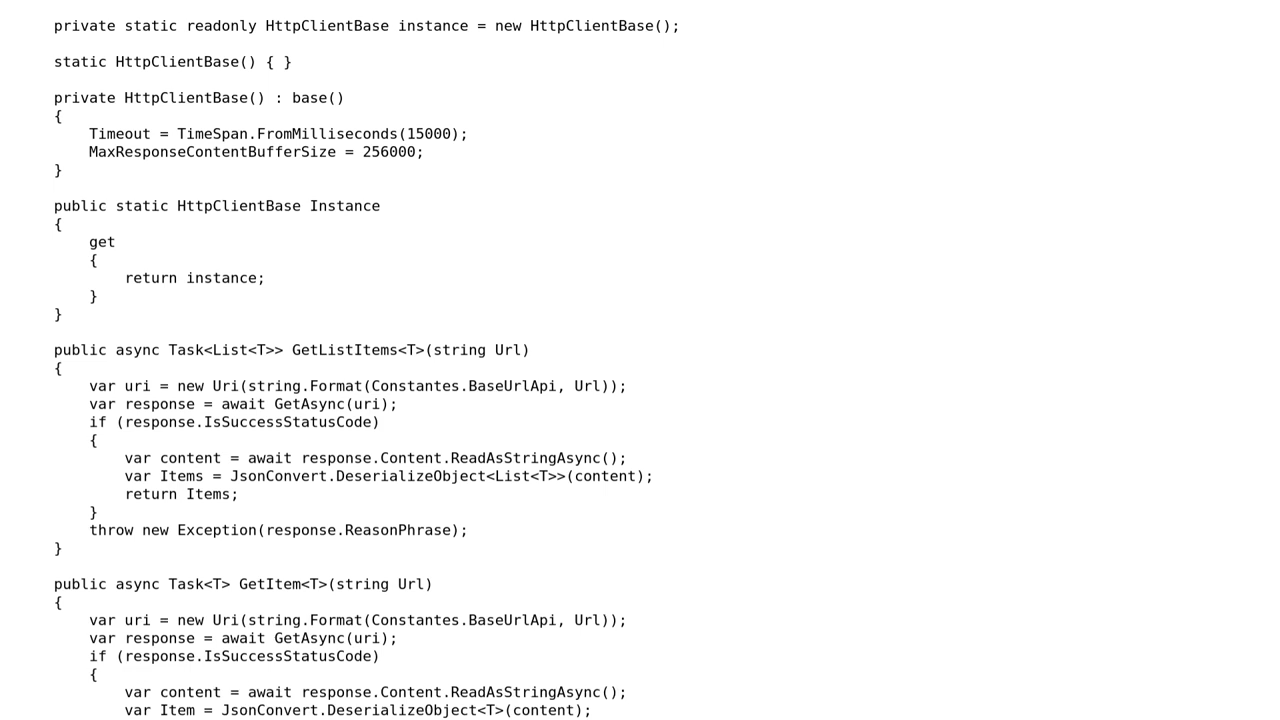 private static readonly HttpClientBase instance = new HttpClientBase();
static HttpClientBase() { }
private HttpClientBase() : base()
{
Timeout = TimeSpan.FromMilliseconds(15000);
MaxResponseContentBufferSize = 256000;
}
public static HttpClientBase Instance
{
get
{
return instance;
}
}
public async Task<List<T>> GetListItems<T>(string Url)
{
var uri = new Uri(string.Format(Constantes.BaseUrlApi, Url));
var response = await GetAsync(uri);
if (response.IsSuccessStatusCode)
{
var content = await response.Content.ReadAsStringAsync();
var Items = JsonConvert.DeserializeObject<List<T>>(content);
return Items;
}
throw new Exception(response.ReasonPhrase);
}
public async Task<T> GetItem<T>(string Url)
{
var uri = new Uri(string.Format(Constantes.BaseUrlApi, Url));
var response = await GetAsync(uri);
if (response.IsSuccessStatusCode)
{
var content = await response.Content.ReadAsStringAsync();
var Item = JsonConvert.DeserializeObject<T>(content);